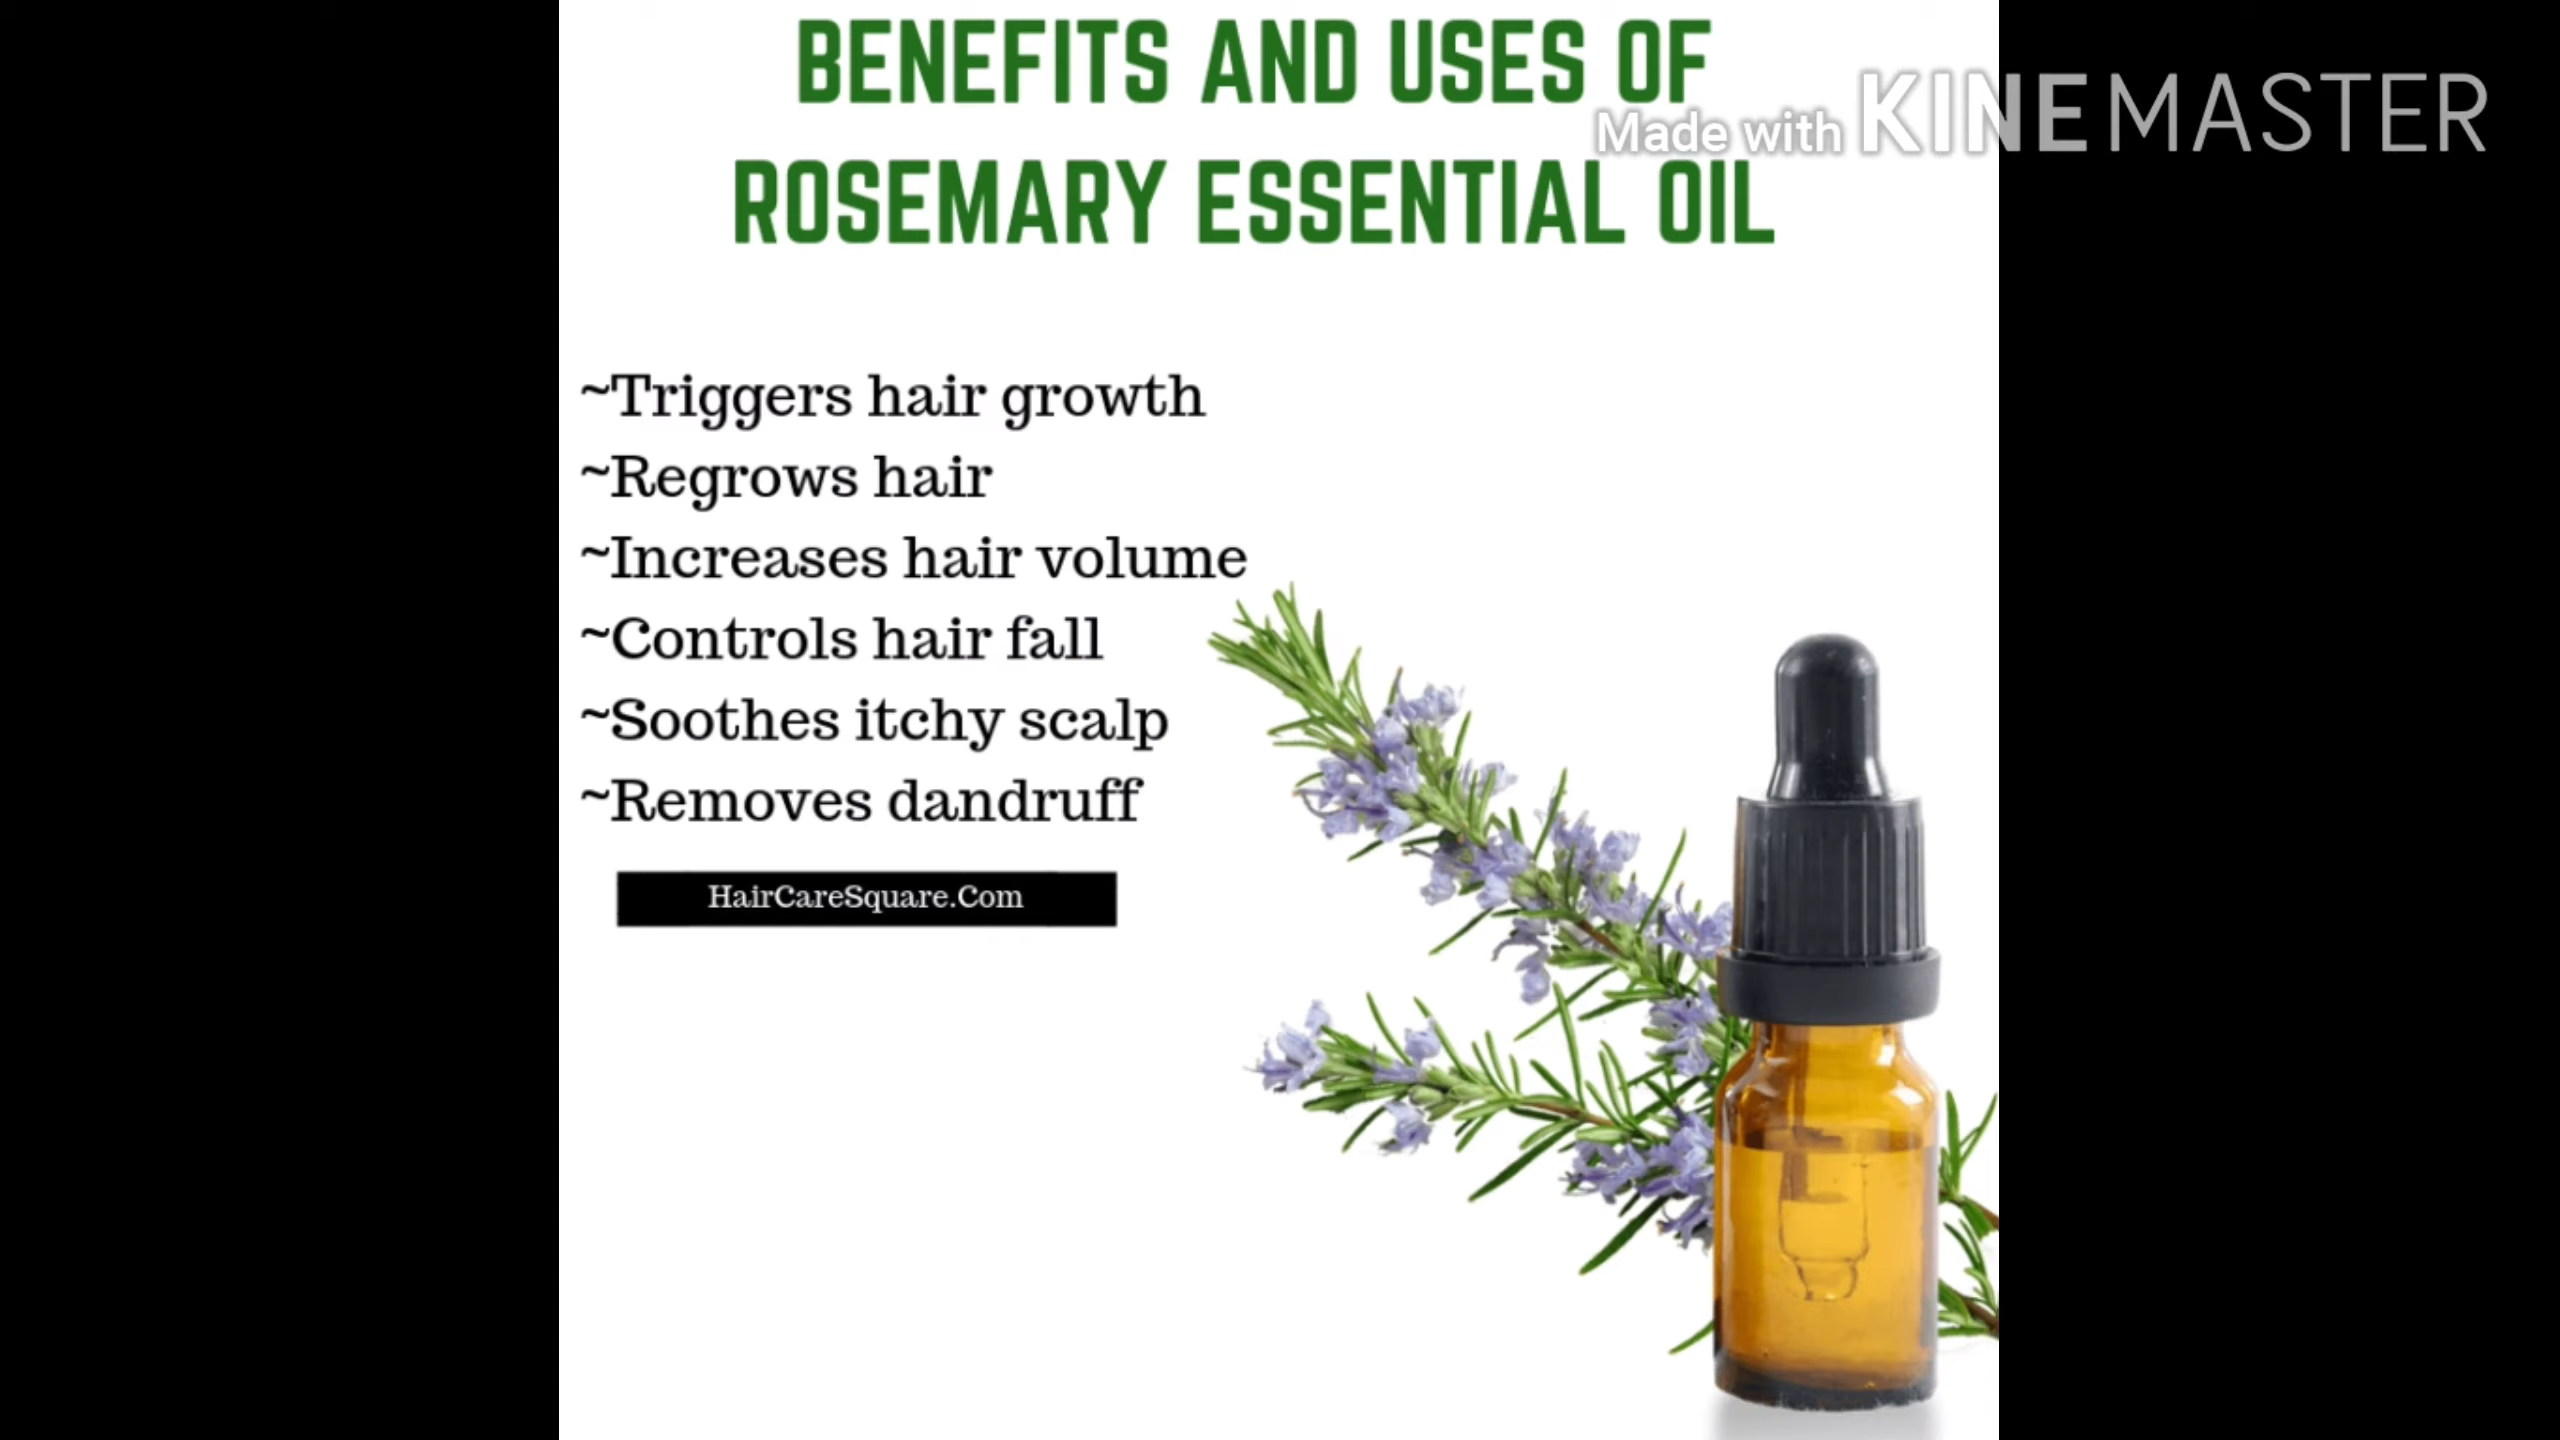 BENEFITS AND USES OF
Made with KINEMASTER
ROSEMARY ESSENTIAL OIL
~Triggers hair growth
~Regrows hair
~Increases hair volume
~Controls hair fall
~Soothes itchy scalp
~Removes dandruff
HairCareSquare.Com